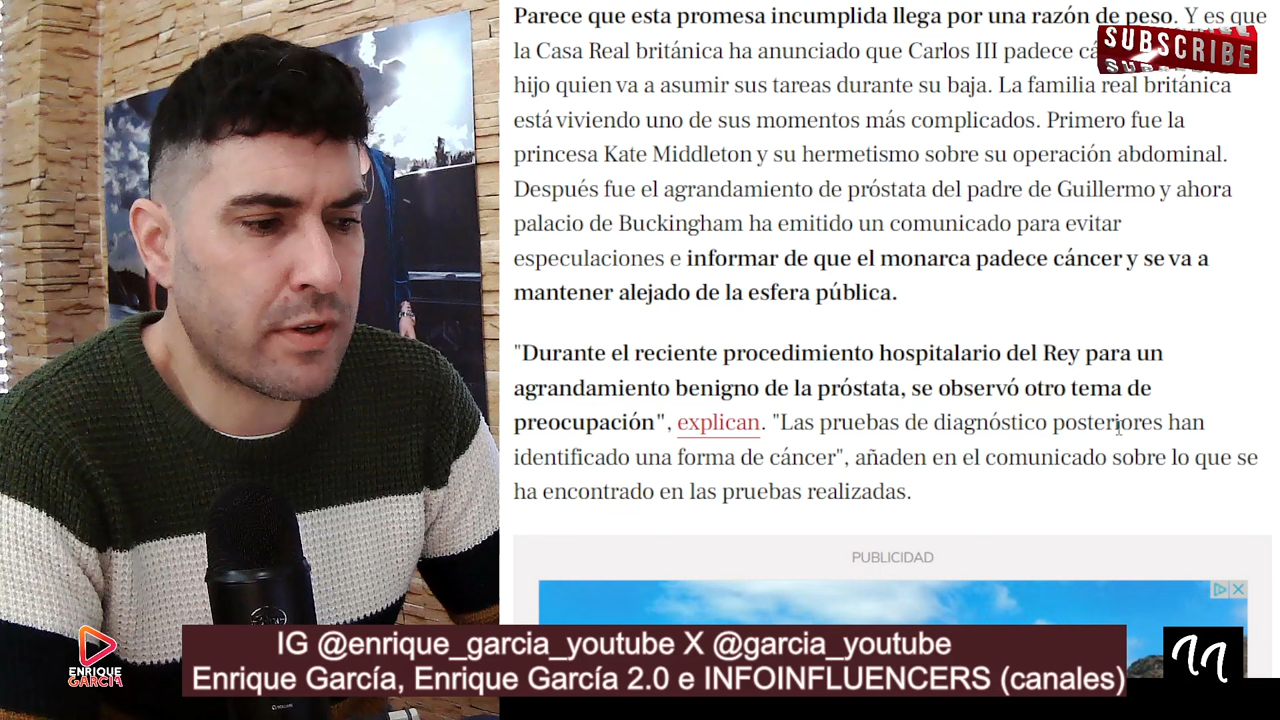 Parece que esta promesa incumplida llega por una razón de peso. Y es que
la Casa Real británica ha anunciado que Carlos III padece
SUBSCRIBE
hijo quien va a asumir sus tareas durante su baja. La familia real británica
está viviendo uno de sus momentos más complicados. Primero fue la
princesa Kate Middleton y su hermetismo sobre su operación abdominal.
Después fue el agrandamiento de próstata del padre de Guillermo y ahora
palacio de Buckingham ha emitido un comunicado para evitar
especulaciones e informar de que el monarca padece cáncer y se va a
mantener alejado de la esfera pública.
"Durante el reciente procedimiento hospitalario del Rey para un
agrandamiento benigno de la próstata, se observó otro tema de
preocupación", explican. "Las pruebas de diagnóstico posteriores han
identificado una forma de cáncer", añaden en el comunicado sobre lo que se
ha encontrado en las pruebas realizadas.
PUBLICIDAD
IG @enrique_garcia_youtube X @garcia_youtube
Enrique García, Enrique García 2.0 e INFOINFLUENCERS (canales)
ENRIQUE
GARCÍA